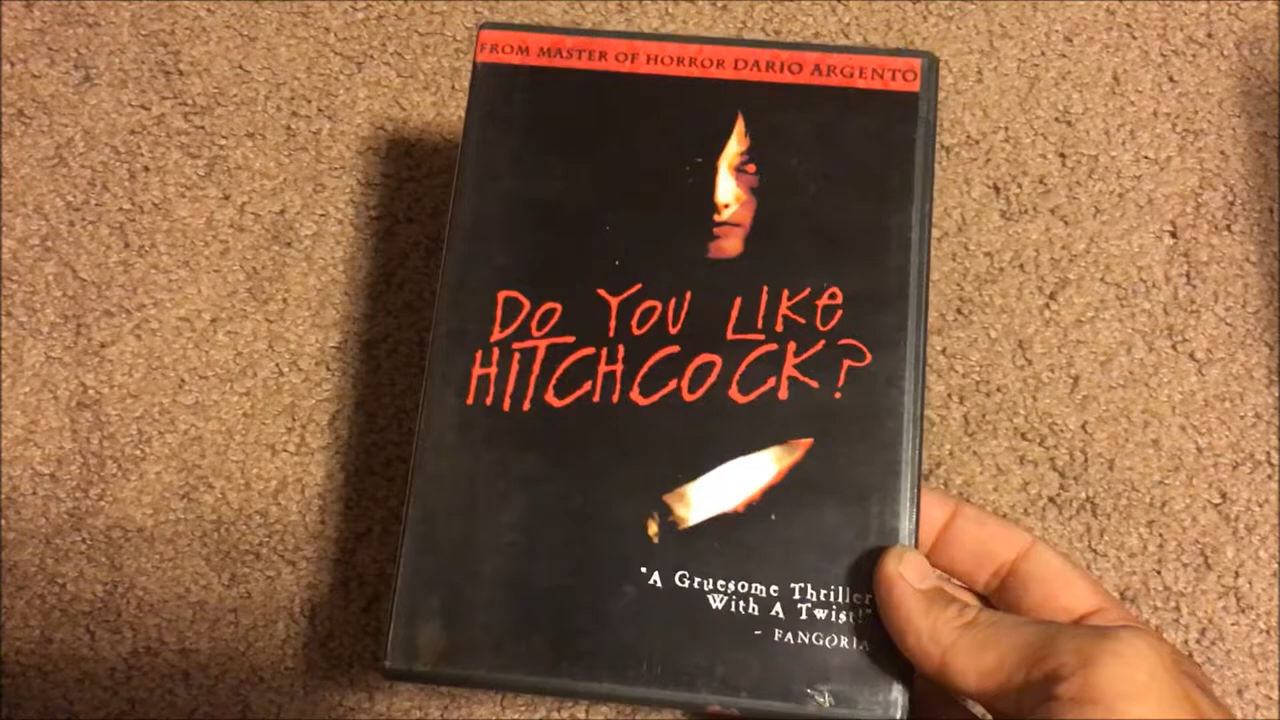 FROM MASTER OF HORROR DARIO ARGENTO
DO YOU LIKE
HITCHCOCK?
"A Gruesome Thriller
With A Twist!"
- FANGORIA